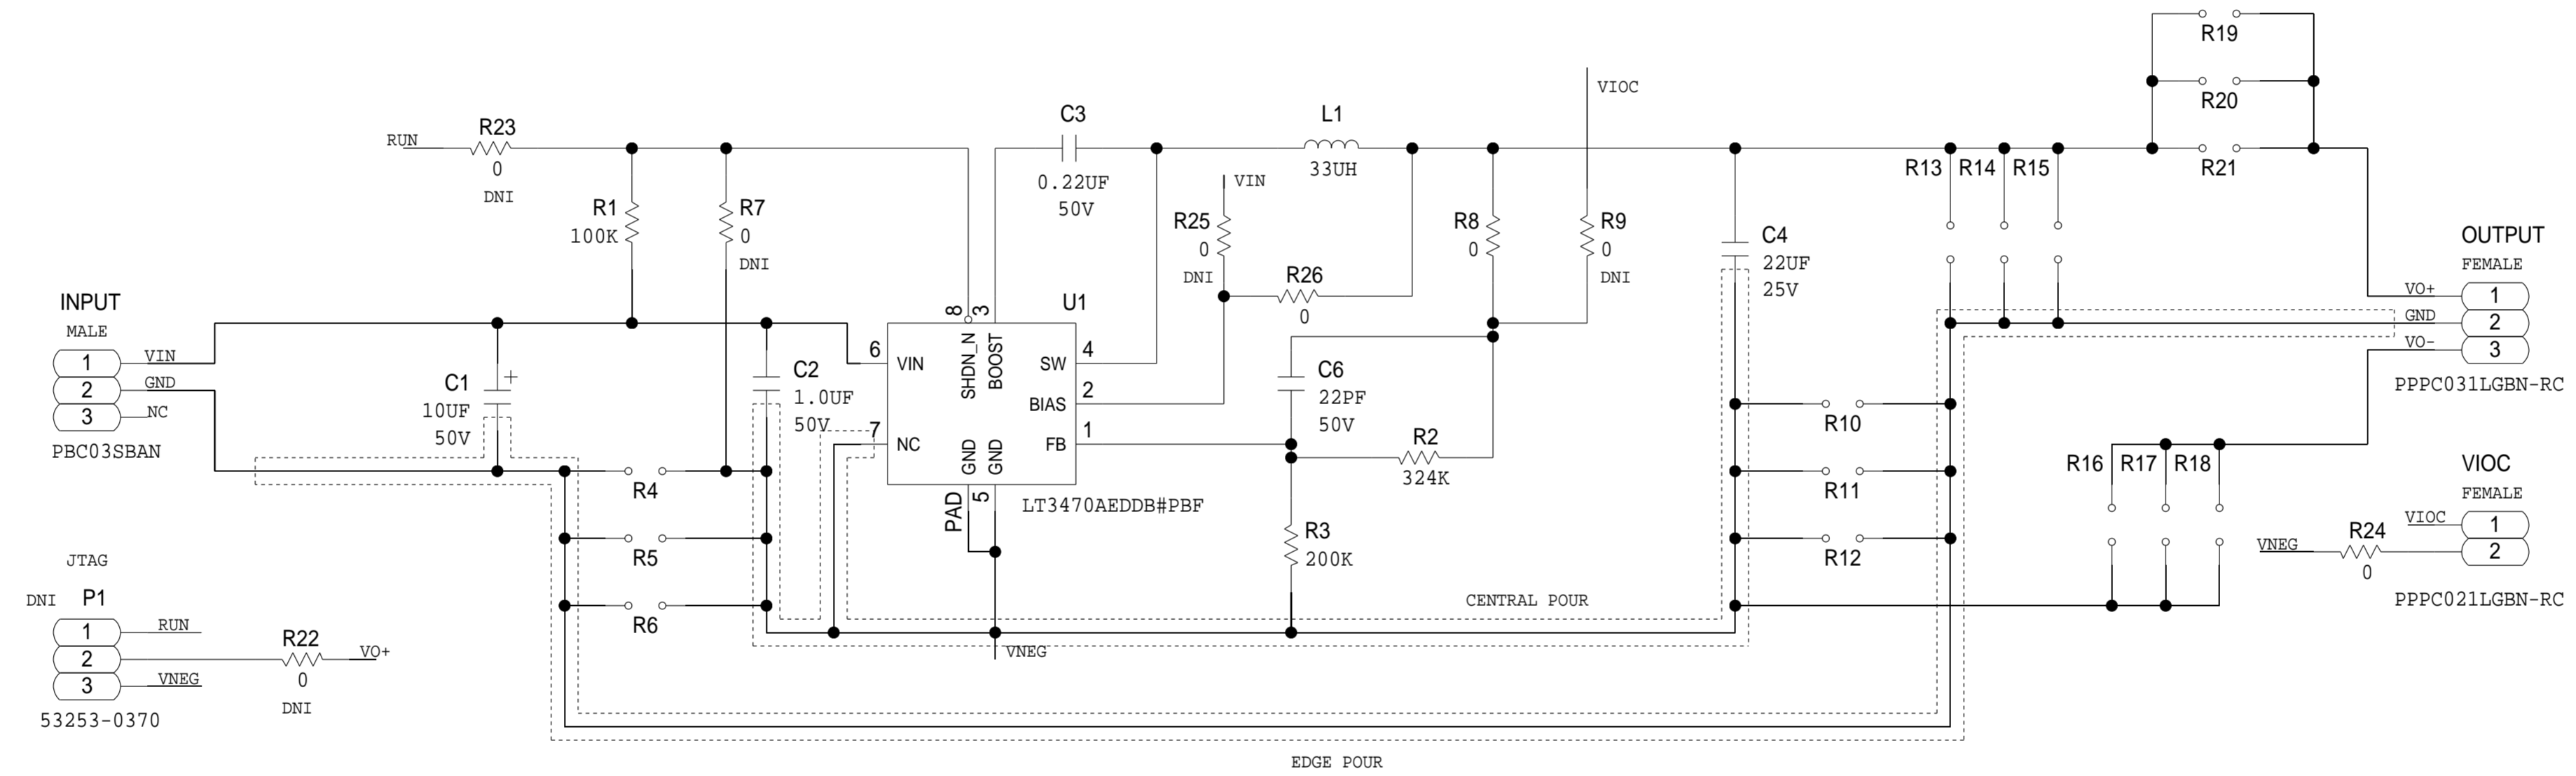 R19
R20
R21
VIOC
C3
0.22UF
50V
L1
33UH
RUN
R23
0
DNI
R1
100K
R7
0
DNI
VIN
R25
0
DNI
R26
0
R8
0
R9
0
DNI
C4
22UF
25V
R13
R14
R15
OUTPUT
FEMALE
VO+
1
GND
2
VO-
3
PPPC031LGBN-RC
INPUT
MALE
1
VIN
2
GND
3
NC
PBC03SBAN
C1
+
10UF
50V
C2
1.0UF
50V
U1
8
3
SHDN_N
BOOST
6
VIN
7
NC
SW
4
BIAS
2
FB
1
GND
GND
PAD
5
LT3470AEDDB#PBF
C6
22PF
50V
R2
324K
R3
200K
R4
R5
R6
R10
R11
R12
R16
R17
R18
VIOC
FEMALE
VIOC
1
VNEG
R24
0
2
PPPC021LGBN-RC
CENTRAL POUR
VNEG
JTAG
DNI
P1
1
RUN
2
R22
0
DNI
VO+
3
VNEG
53253-0370
EDGE POUR